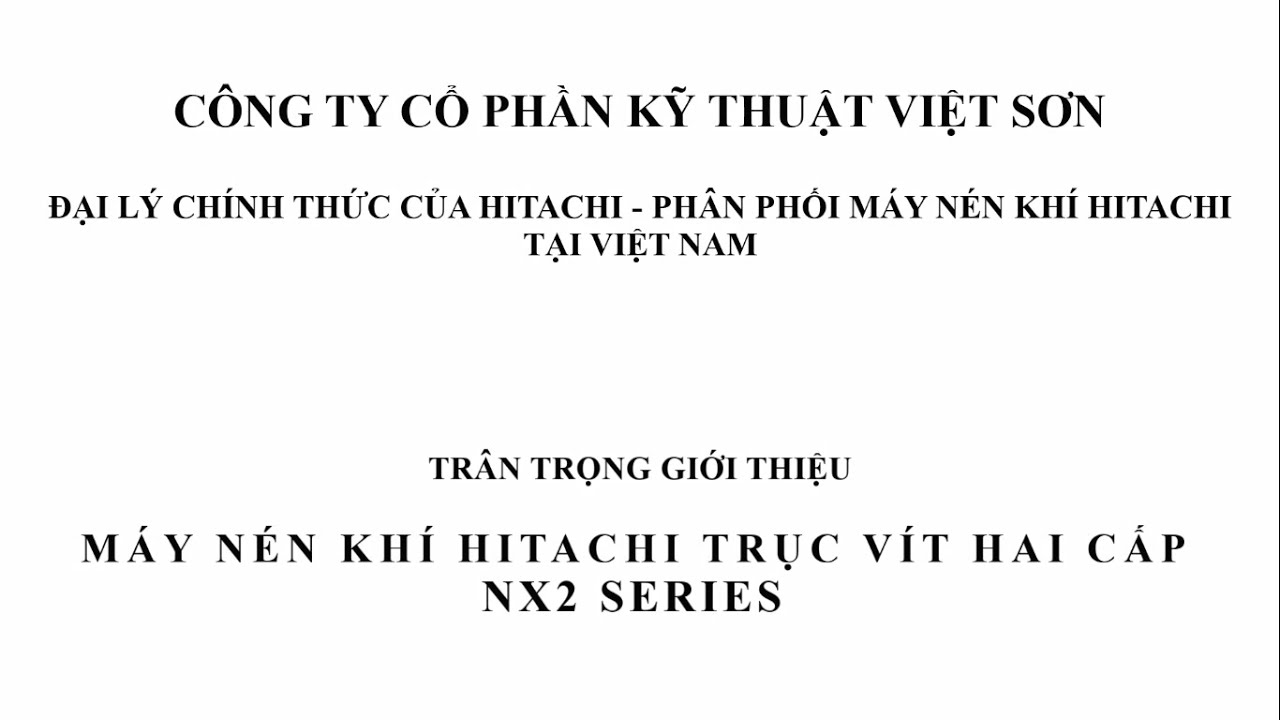 CÔNG TY CỔ PHẦN KỸ THUẬT VIỆT SƠN
ĐẠI LÝ CHÍNH THỨC CỦA HITACHI - PHÂN PHỐI MÁY NÉN KHÍ HITACHI
TẠI VIỆT NAM
TRÂN TRỌNG GIỚI THIỆU
MÁY NÉN KHÍ HITACHI TRỤC VÍT HAI CẤP
NX2 SERIES